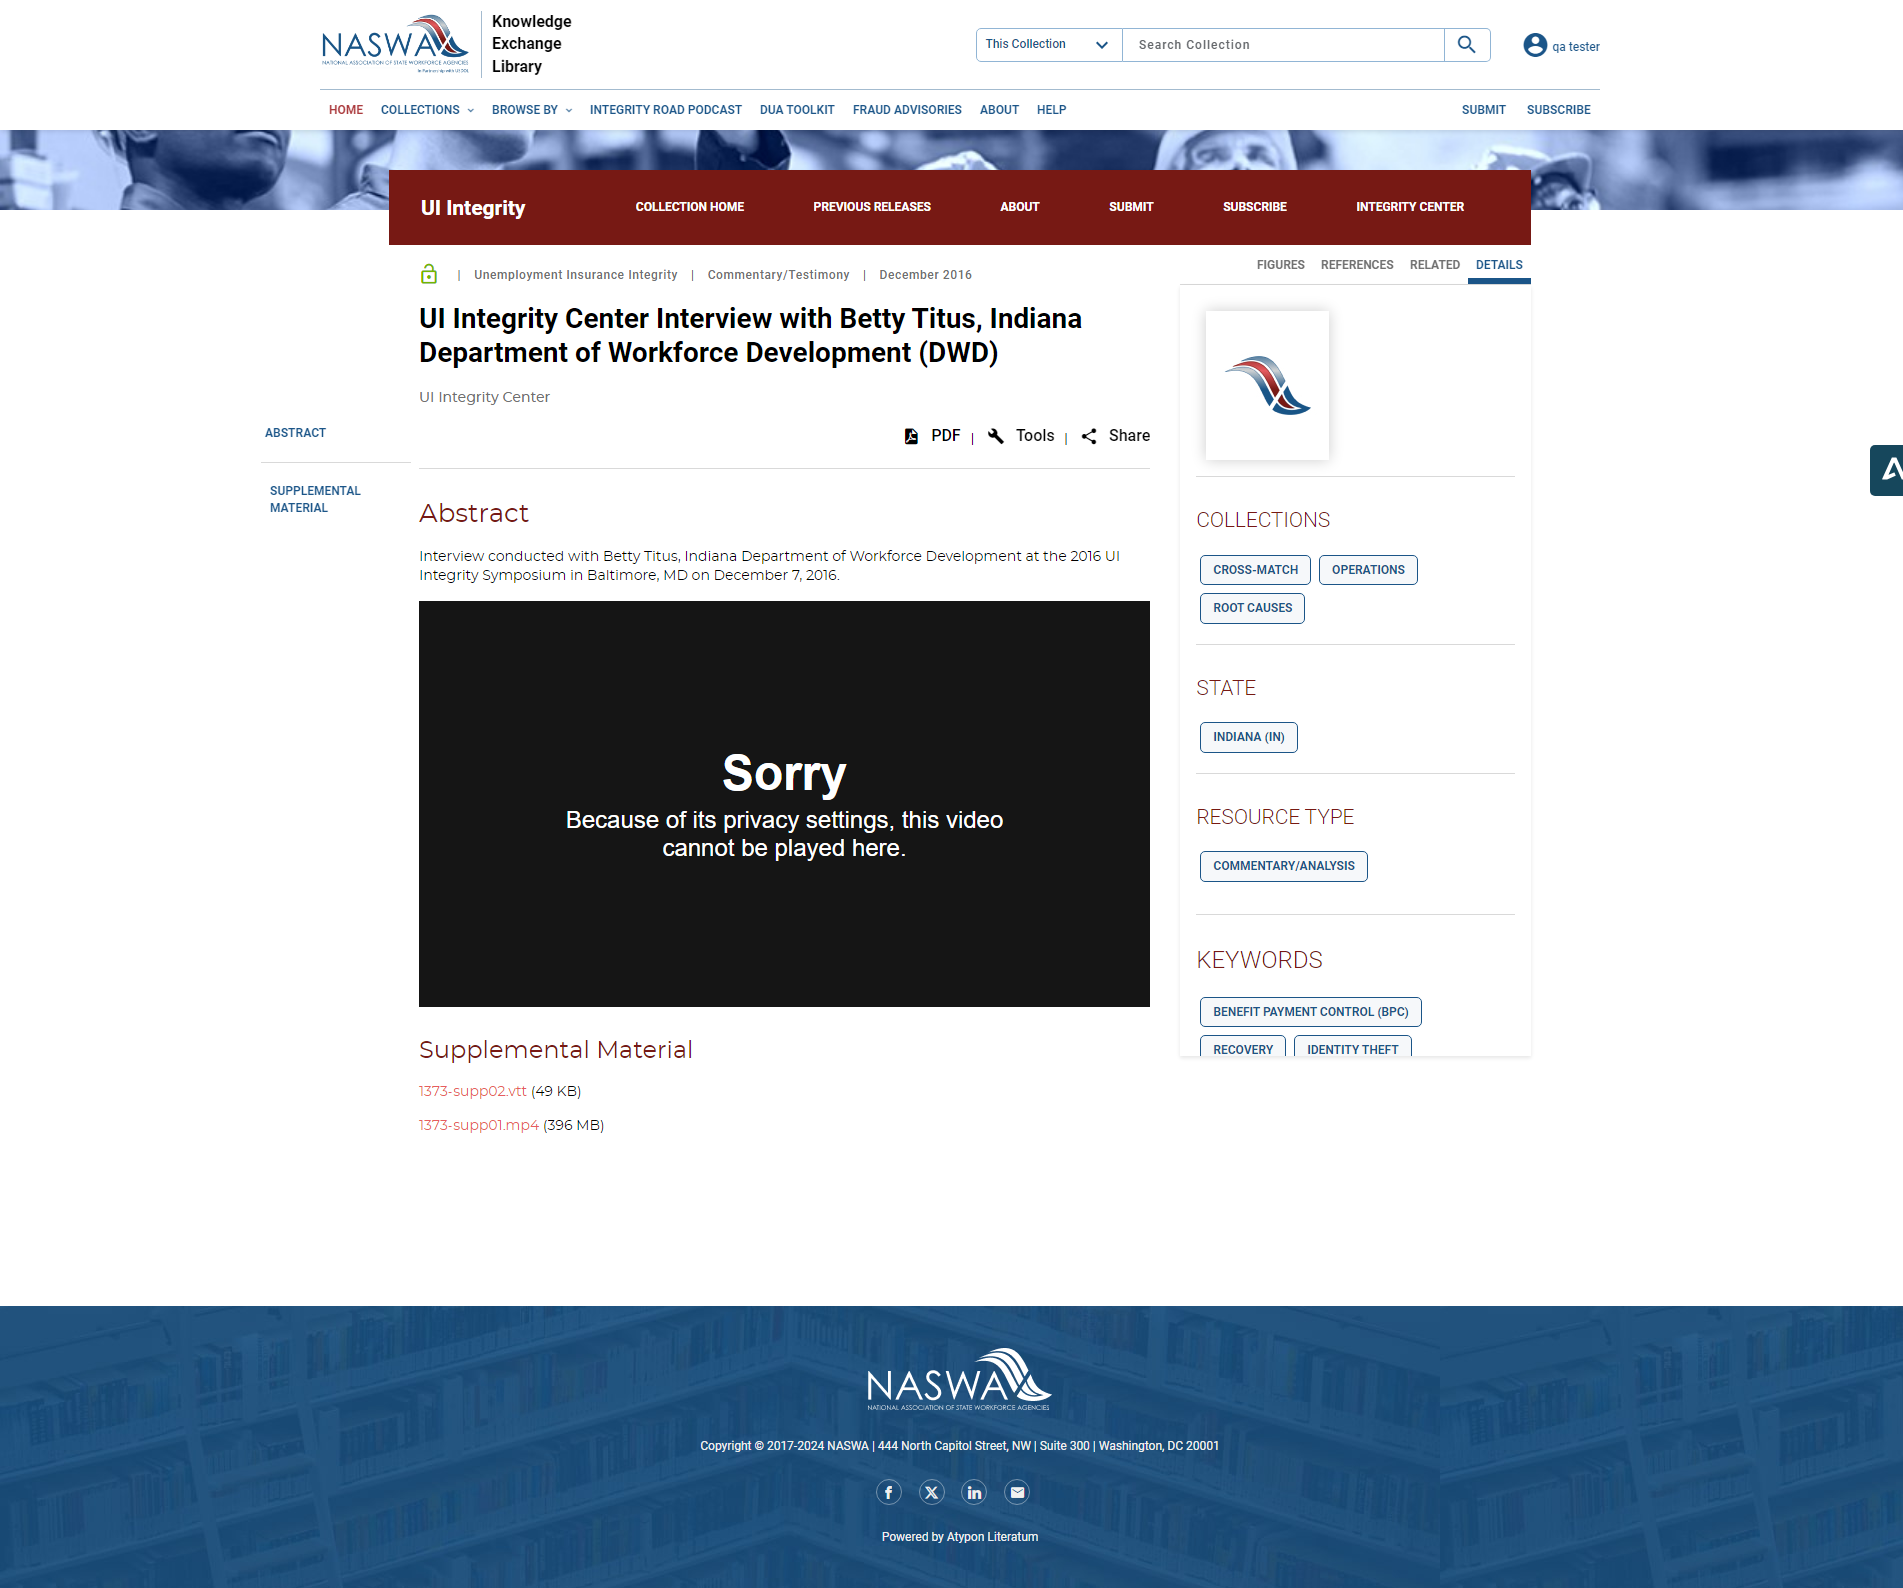 NASWA
NATIONAL ASSOCIATION OF STATE WORKFORCE AGENCIES
In Partnership with US DOL
Knowledge
Exchange
Library
This Collection
Search Collection
qa tester
HOME COLLECTIONS BROWSE BY INTEGRITY ROAD PODCAST DUA TOOLKIT FRAUD ADVISORIES ABOUT HELP SUBMIT SUBSCRIBE
UI Integrity COLLECTION HOME PREVIOUS RELEASES ABOUT SUBMIT SUBSCRIBE INTEGRITY CENTER
| Unemployment Insurance Integrity | Commentary/Testimony | December 2016
UI Integrity Center Interview with Betty Titus, Indiana
Department of Workforce Development (DWD)
UI Integrity Center
PDF | Tools | Share
ABSTRACT
SUPPLEMENTAL
MATERIAL
Abstract
Interview conducted with Betty Titus, Indiana Department of Workforce Development at the 2016 UI
Integrity Symposium in Baltimore, MD on December 7, 2016.
Sorry
Because of its privacy settings, this video
cannot be played here.
Supplemental Material
1373-supp02.vtt (49 KB)
1373-supp01.mp4 (396 MB)
FIGURES REFERENCES RELATED DETAILS
COLLECTIONS
CROSS-MATCH OPERATIONS
ROOT CAUSES
STATE
INDIANA (IN)
RESOURCE TYPE
COMMENTARY/ANALYSIS
KEYWORDS
BENEFIT PAYMENT CONTROL (BPC)
RECOVERY IDENTITY THEFT
NASWA
NATIONAL ASSOCIATION OF STATE WORKFORCE AGENCIES
Copyright © 2017-2024 NASWA | 444 North Capitol Street, NW | Suite 300 | Washington, DC 20001
Powered by Atypon Literatum